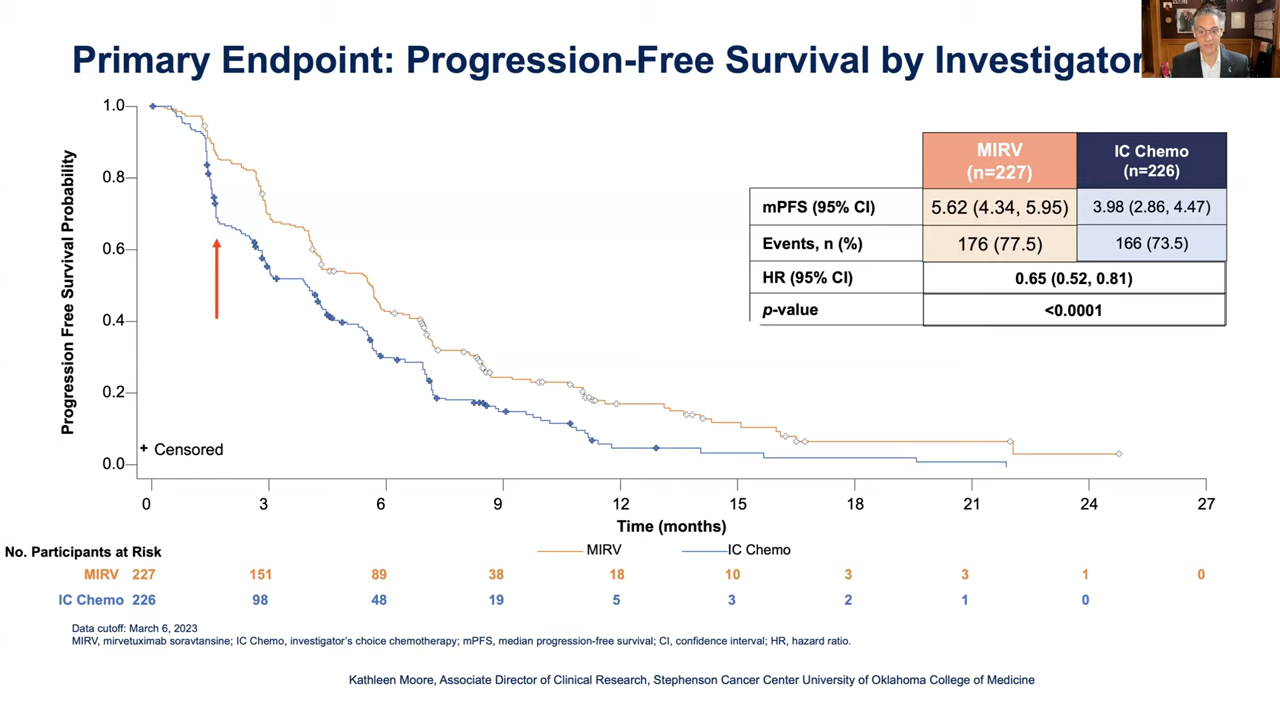 Primary Endpoint: Progression-Free Survival by Investigator
Progression Free Survival Probability
1.0
0.8
0.6
0.4
0.2
0.0
+ Censored
0 3 6 9 12 15 18 21 24 27
Time (months)
MIRV
(n=227)
IC Chemo
(n=226)
mPFS (95% CI) 5.62 (4.34, 5.95) 3.98 (2.86, 4.47)
Events, n (%) 176 (77.5) 166 (73.5)
HR (95% CI) 0.65 (0.52, 0.81)
p-value <0.0001
No. Participants at Risk
MIRV IC Chemo
MIRV 227 151 89 38 18 10 3 3 1 0
IC Chemo 226 98 48 19 5 3 2 1 0
Data cutoff: March 6, 2023
MIRV, mirvetuximab soravtansine; IC Chemo, investigator's choice chemotherapy; mPFS, median progression-free survival; CI, confidence interval; HR, hazard ratio.
Kathleen Moore, Associate Director of Clinical Research, Stephenson Cancer Center University of Oklahoma College of Medicine